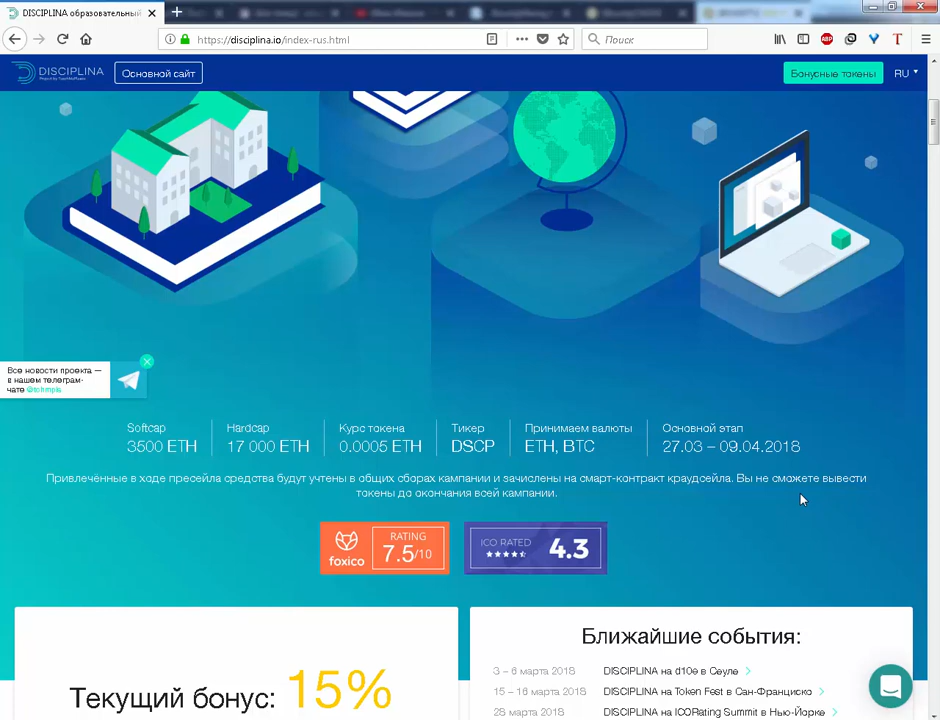 DISCIPLINA образовательный
https://disciplina.io/index-rus.html
Поиск
ABP
DISCIPLINA
Project by TeachMePlease
Основной сайт
Бонусные токены
RU
Все новости проекта —
в нашем телеграм-
чате @tchmpls
Softcap
3500 ETH
Hardcap
17 000 ETH
Курс токена
0.0005 ETH
Тикер
DSCP
Принимаем валюты
ETH, BTC
Основной этап
27.03 – 09.04.2018
Привлечённые в ходе пресейла средства будут учтены в общих сборах кампании и зачислены на смарт-контракт краудсейла. Вы не сможете вывести
токены до окончания всей кампании.
foxico
RATING
7.5/10
ICO RATED
4.3
Текущий бонус: 15%
Ближайшие события:
3 – 6 марта 2018 DISCIPLINA на d10e в Сеуле
15 – 16 марта 2018 DISCIPLINA на Token Fest в Сан-Франциско
28 марта 2018 DISCIPLINA на ICORating Summit в Нью-Йорке